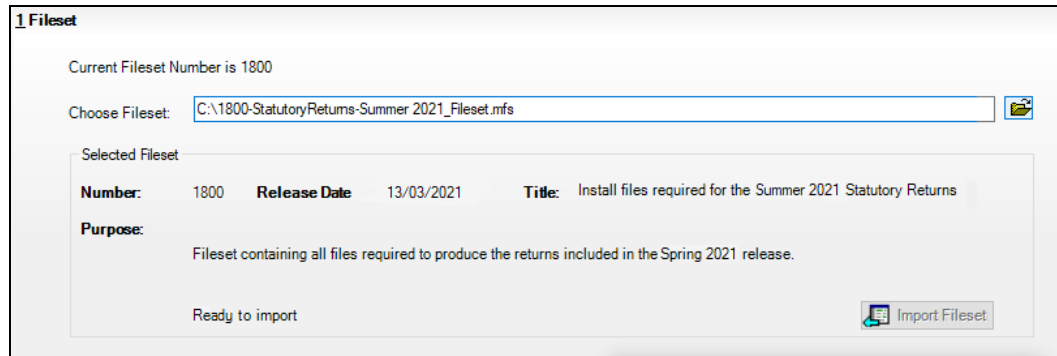 1 Fileset
Current Fileset Number is 1800
Choose Fileset: C:\1800-StatutoryReturns-Summer 2021_Fileset.mfs
Selected Fileset
Number: 1800 Release Date 13/03/2021 Title: Install files required for the Summer 2021 Statutory Returns
Purpose:
Fileset containing all files required to produce the returns included in the Spring 2021 release.
Ready to import Import Fileset